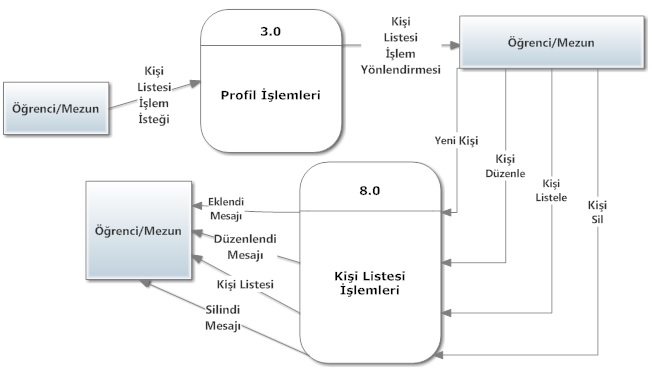 3.0
Profil İşlemleri
Öğrenci/Mezun
Kişi
Listesi
İşlem
İsteği
Kişi
Listesi
İşlem
Yönlendirmesi
Öğrenci/Mezun
Yeni Kişi
Kişi
Düzenle
Kişi
Listele
Kişi
Sil
8.0
Kişi Listesi
İşlemleri
Öğrenci/Mezun
Eklendi
Mesajı
Düzenlendi
Mesajı
Kişi Listesi
Silindi
Mesajı